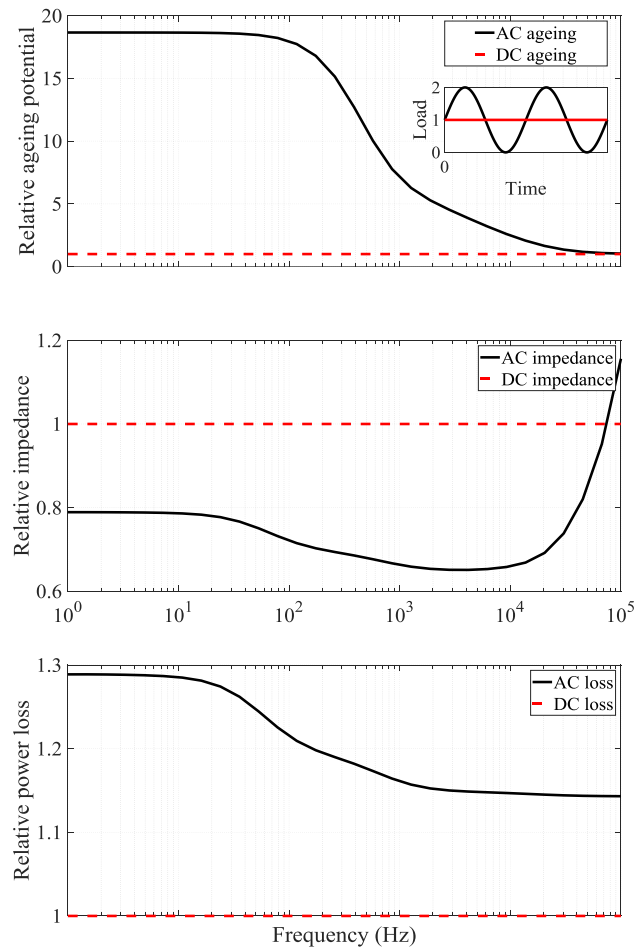 20
15
10
5
0
Relative ageing potential
AC ageing
DC ageing
2
1
0
Load
0
Time
1.2
1
0.8
0.6
Relative impedance
AC impedance
DC impedance
10^0 10^1 10^2 10^3 10^4 10^5
1.3
1.2
1.1
1
Relative power loss
AC loss
DC loss
Frequency (Hz)